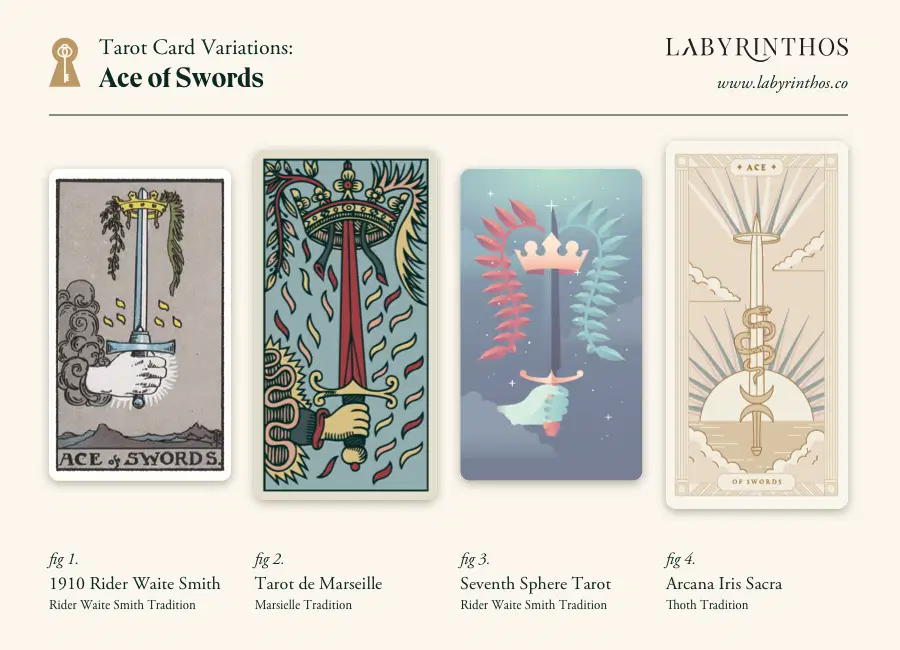 Tarot Card Variations:
Ace of Swords
LABYRINTHOS
www.labyrinthos.co
ACE of SWORDS.
ACE
OF SWORDS
fig 1.
1910 Rider Waite Smith
Rider Waite Smith Tradition
fig 2.
Tarot de Marseille
Marsielle Tradition
fig 3.
Seventh Sphere Tarot
Rider Waite Smith Tradition
fig 4.
Arcana Iris Sacra
Thoth Tradition